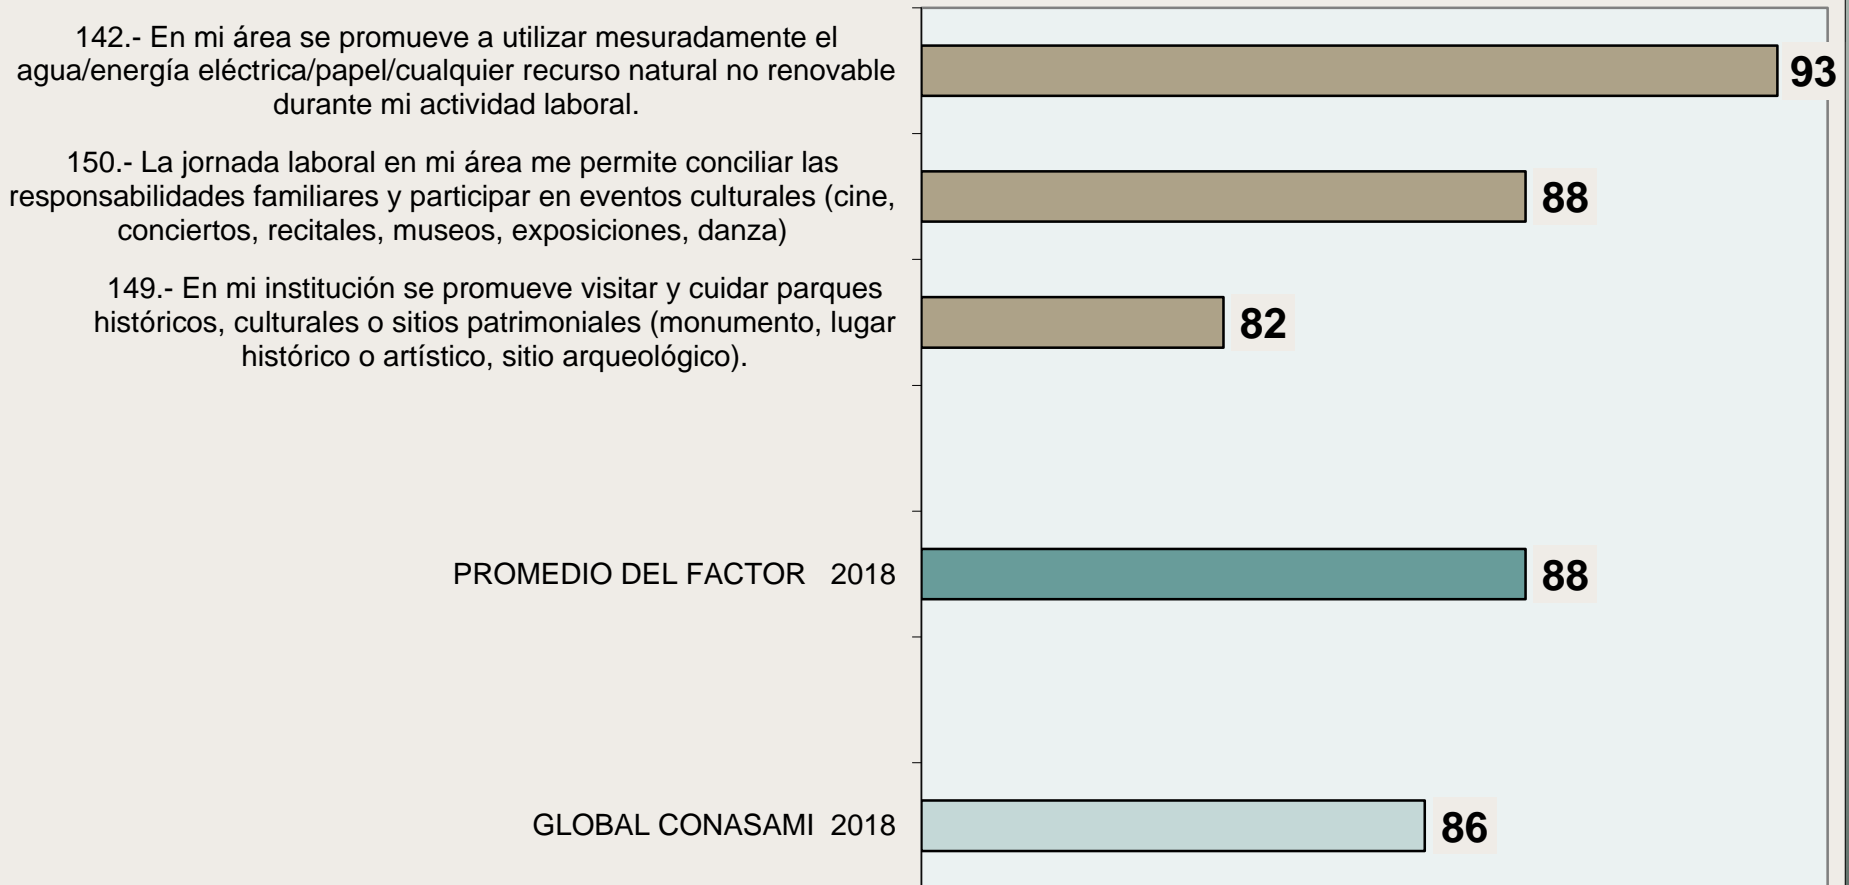 142.- En mi área se promueve a utilizar mesuradamente el
agua/energía eléctrica/papel/cualquier recurso natural no renovable
durante mi actividad laboral.
93
150.- La jornada laboral en mi área me permite conciliar las
responsabilidades familiares y participar en eventos culturales (cine,
conciertos, recitales, museos, exposiciones, danza)
88
149.- En mi institución se promueve visitar y cuidar parques
históricos, culturales o sitios patrimoniales (monumento, lugar
histórico o artístico, sitio arqueológico).
82
PROMEDIO DEL FACTOR 2018
88
GLOBAL CONASAMI 2018
86